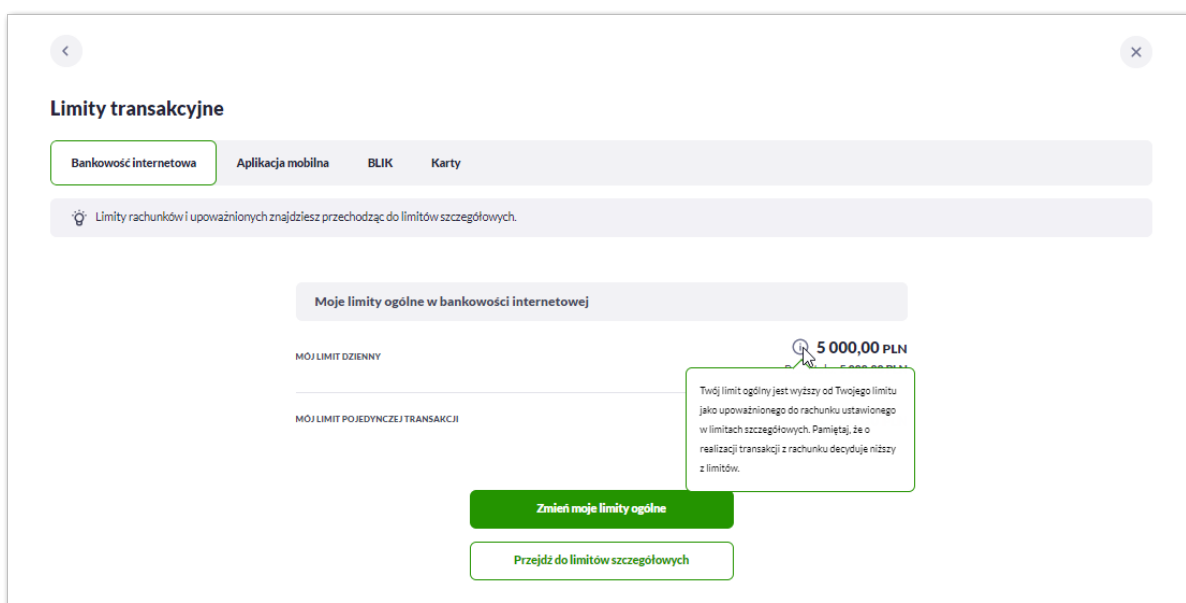 Limity transakcyjne
Bankowość internetowa Aplikacja mobilna BLIK Karty
Limity rachunków i upoważnionych znajdziesz przechodząc do limitów szczegółowych.
Moje limity ogólne w bankowości internetowej
MÓJ LIMIT DZIENNY
5 000,00 PLN
Twój limit ogólny jest wyższy od Twojego limitu
jako upoważnionego do rachunku ustawionego
w limitach szczegółowych. Pamiętaj, że o
realizacji transakcji z rachunku decyduje niższy
z limitów.
MÓJ LIMIT POJEDYNCZEJ TRANSAKCJI
Zmień moje limity ogólne
Przejdź do limitów szczegółowych